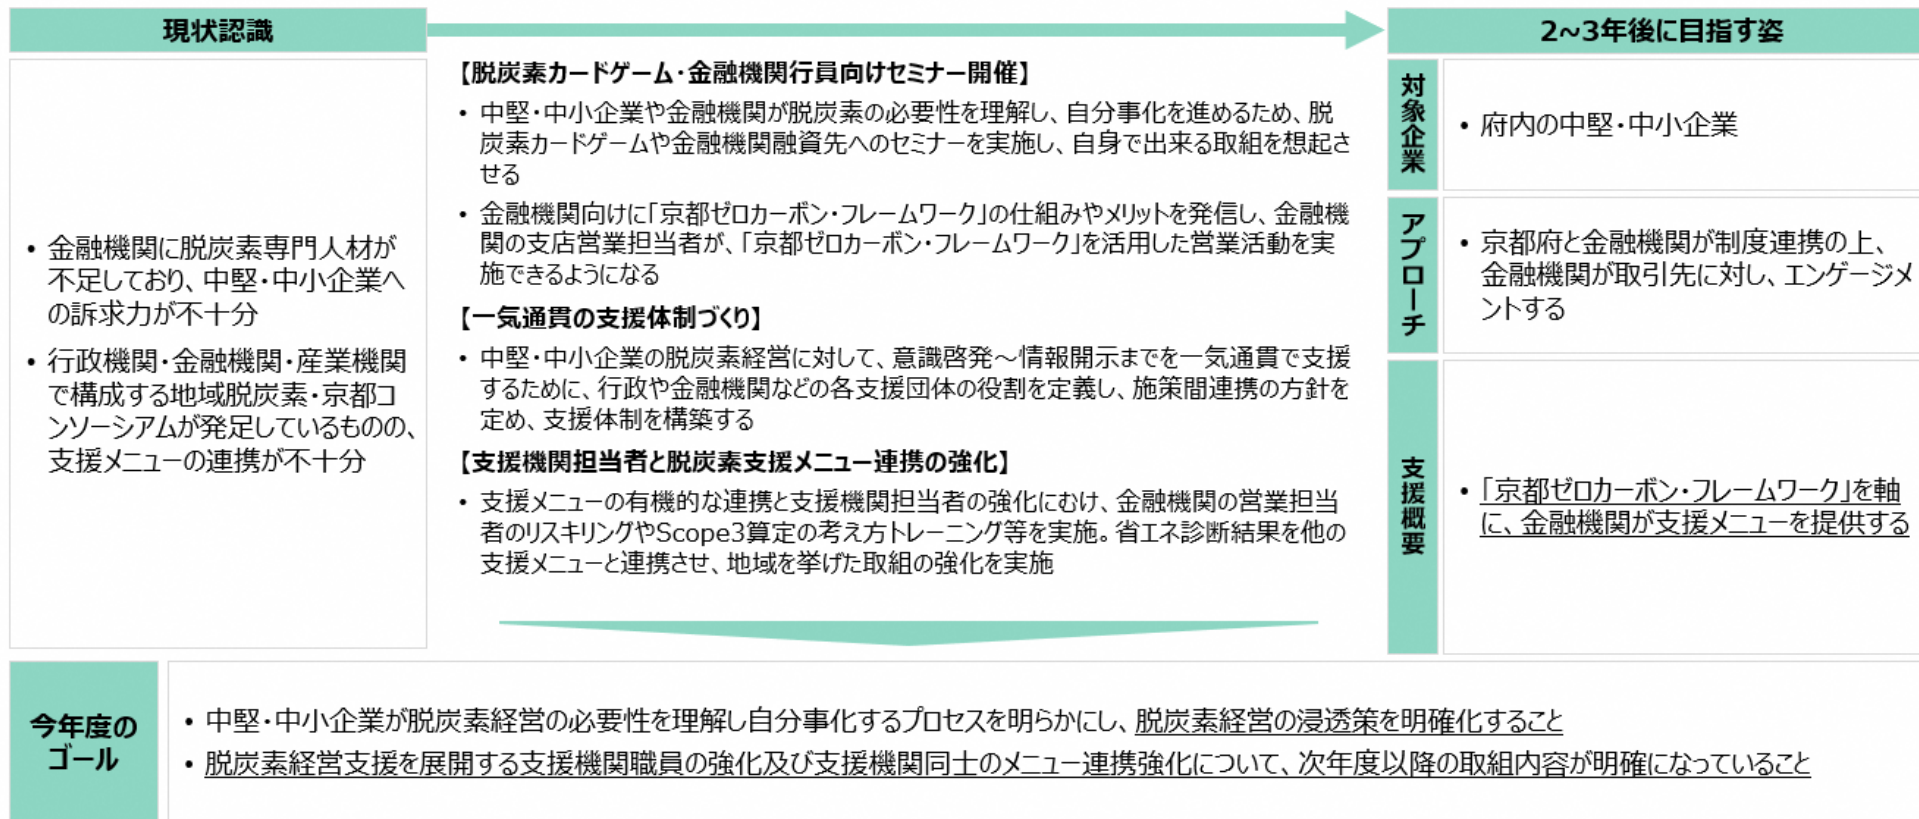 現状認識
• 金融機関に脱炭素専門人材が
不足しており、中堅・中小企業へ
の訴求力が不十分
• 行政機関・金融機関・産業機関
で構成する地域脱炭素・京都コ
ンソーシアムが発足しているものの、
支援メニューの連携が不十分
【脱炭素カードゲーム・金融機関行員向けセミナー開催】
• 中堅・中小企業や金融機関が脱炭素の必要性を理解し、自分事化を進めるため、脱
炭素カードゲームや金融機関融資先へのセミナーを実施し、自身で出来る取組を想起さ
せる
• 金融機関向けに「京都ゼロカーボン・フレームワーク」の仕組みやメリットを発信し、金融機
関の支店営業担当者が、「京都ゼロカーボン・フレームワーク」を活用した営業活動を実
施できるようになる
【一気通貫の支援体制づくり】
• 中堅・中小企業の脱炭素経営に対して、意識啓発～情報開示までを一気通貫で支援
するために、行政や金融機関などの各支援団体の役割を定義し、施策間連携の方針を
定め、支援体制を構築する
【支援機関担当者と脱炭素支援メニュー連携の強化】
• 支援メニューの有機的な連携と支援機関担当者の強化にむけ、金融機関の営業担当
者のリスキリングやScope3算定の考え方トレーニング等を実施。省エネ診断結果を他の
支援メニューと連携させ、地域を挙げた取組の強化を実施
2~3年後に目指す姿
対象企業
• 府内の中堅・中小企業
アプローチ
• 京都府と金融機関が制度連携の上、
金融機関が取引先に対し、エンゲージメ
ントする
支援概要
• 「京都ゼロカーボン・フレームワーク」を軸
に、金融機関が支援メニューを提供する
今年度の
ゴール
• 中堅・中小企業が脱炭素経営の必要性を理解し自分事化するプロセスを明らかにし、脱炭素経営の浸透策を明確化すること
• 脱炭素経営支援を展開する支援機関職員の強化及び支援機関同士のメニュー連携強化について、次年度以降の取組内容が明確になっていること